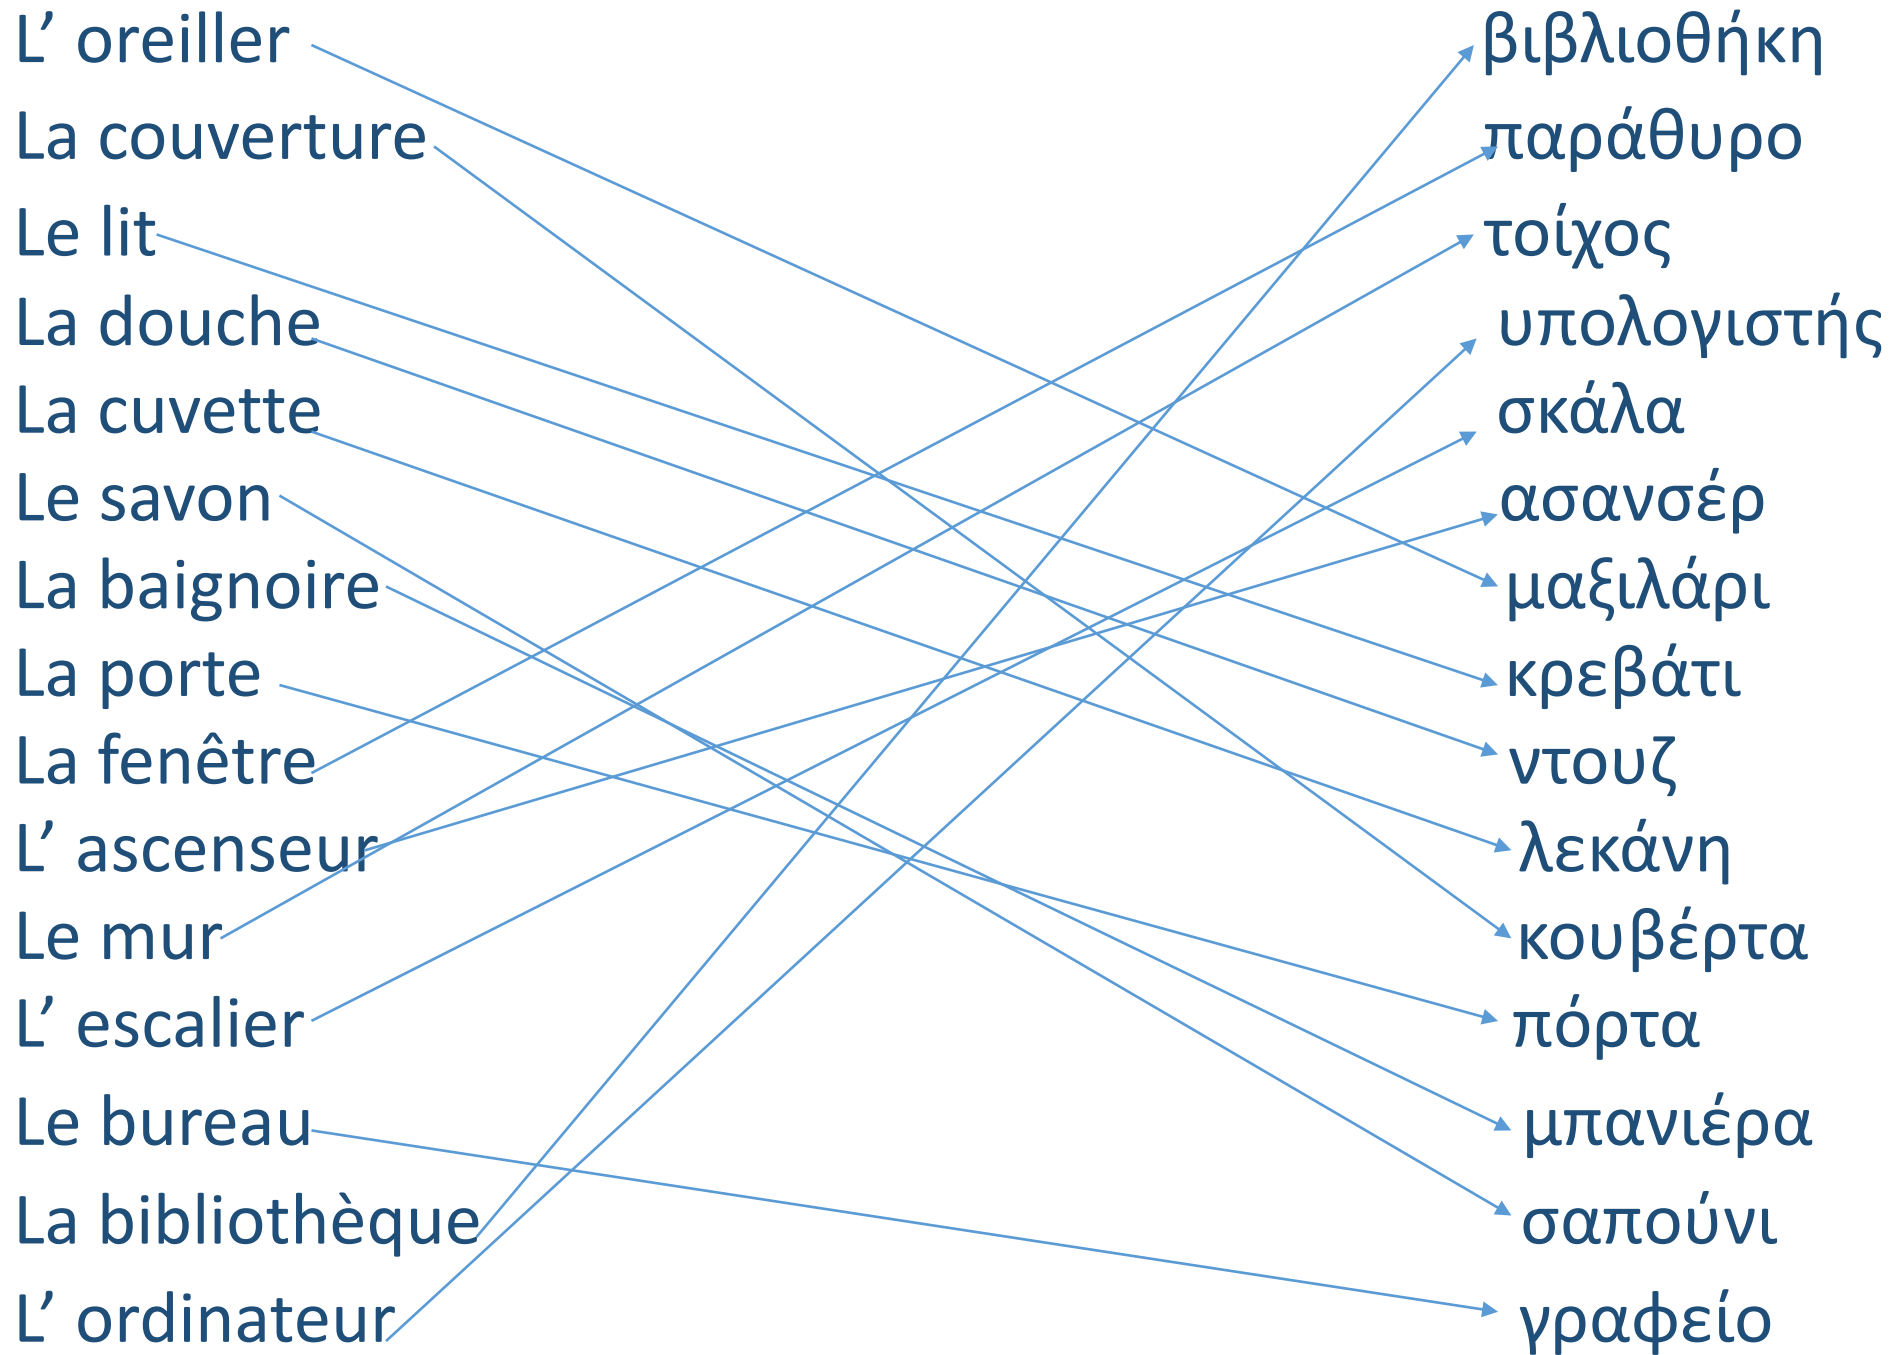 L’ oreiller
La couverture
Le lit
La douche
La cuvette
Le savon
La baignoire
La porte
La fenêtre
L’ ascenseur
Le mur
L’ escalier
Le bureau
La bibliothèque
L’ ordinateur
βιβλιοθήκη
παράθυρο
τοίχος
υπολογιστής
σκάλα
ασανσέρ
μαξιλάρι
κρεβάτι
ντουζ
λεκάνη
κουβέρτα
πόρτα
μπανιέρα
σαπούνι
γραφείο